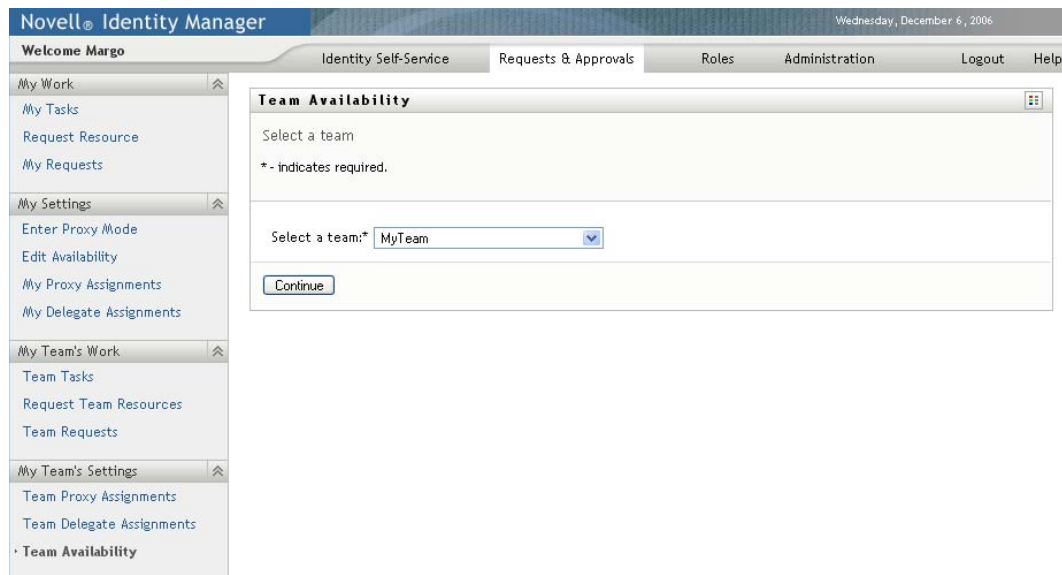 Novell® Identity Manager
Wednesday, December 6, 2006
Welcome Margo
Identity Self-Service
Requests & Approvals
Roles
Administration
Logout
Help
My Work
My Tasks
Request Resource
My Requests
My Settings
Enter Proxy Mode
Edit Availability
My Proxy Assignments
My Delegate Assignments
My Team's Work
Team Tasks
Request Team Resources
Team Requests
My Team's Settings
Team Proxy Assignments
Team Delegate Assignments
Team Availability
Team Availability
Select a team
* - indicates required.
Select a team:* MyTeam
Continue